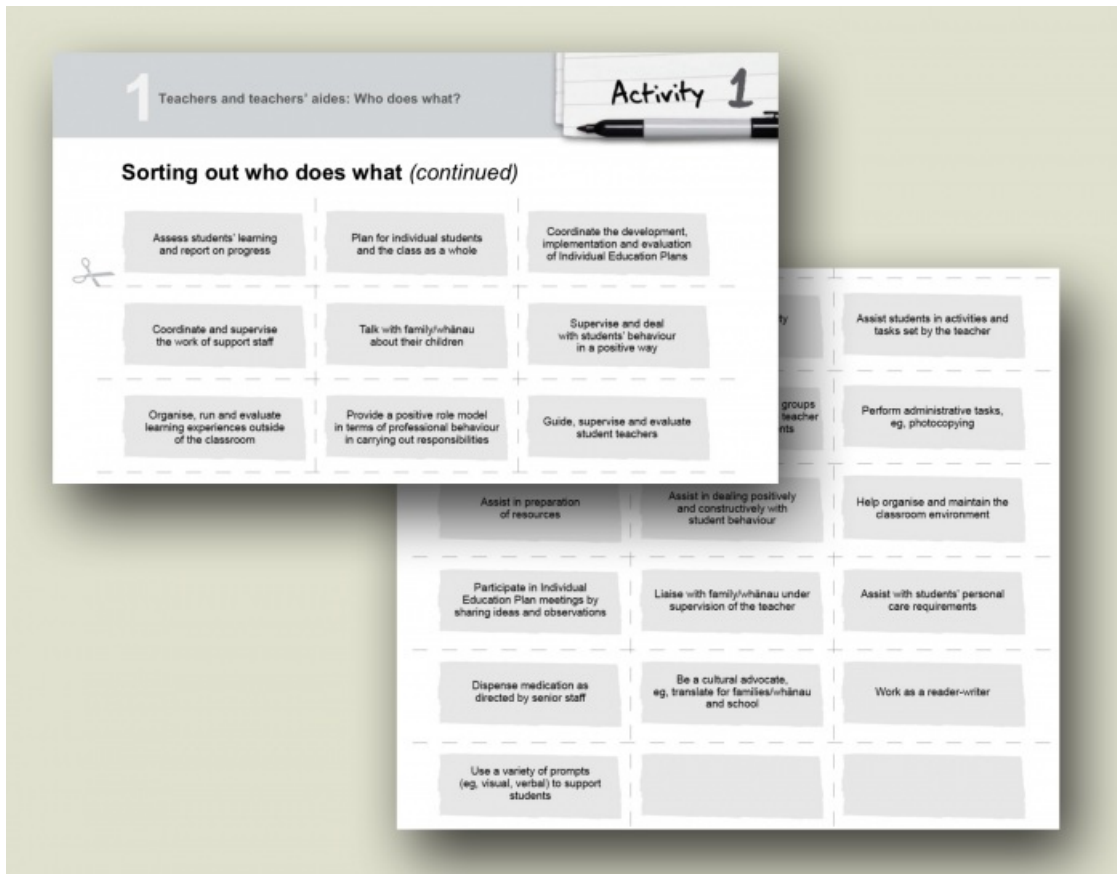 1 Teachers and teachers' aides: Who does what?
Activity 1
Sorting out who does what (continued)
Assess students' learning
and report on progress
Plan for individual students
and the class as a whole
Coordinate the development,
implementation and evaluation
of Individual Education Plans
Coordinate and supervise
the work of support staff
Talk with family/whānau
about their children
Supervise and deal
with students' behaviour
in a positive way
Organise, run and evaluate
learning experiences outside
of the classroom
Provide a positive role model
in terms of professional behaviour
in carrying out responsibilities
Guide, supervise and evaluate
student teachers
Assist students in activities and
tasks set by the teacher
groups
teacher
Perform administrative tasks,
eg, photocopying
Assist in preparation
of resources
Assist in dealing positively
and constructively with
student behaviour
Help organise and maintain the
classroom environment
Participate in Individual
Education Plan meetings by
sharing ideas and observations
Liaise with family/whānau under
supervision of the teacher
Assist with students' personal
care requirements
Dispense medication as
directed by senior staff
Be a cultural advocate,
eg, translate for families/whānau
and school
Work as a reader-writer
Use a variety of prompts
(eg, visual, verbal) to support
students